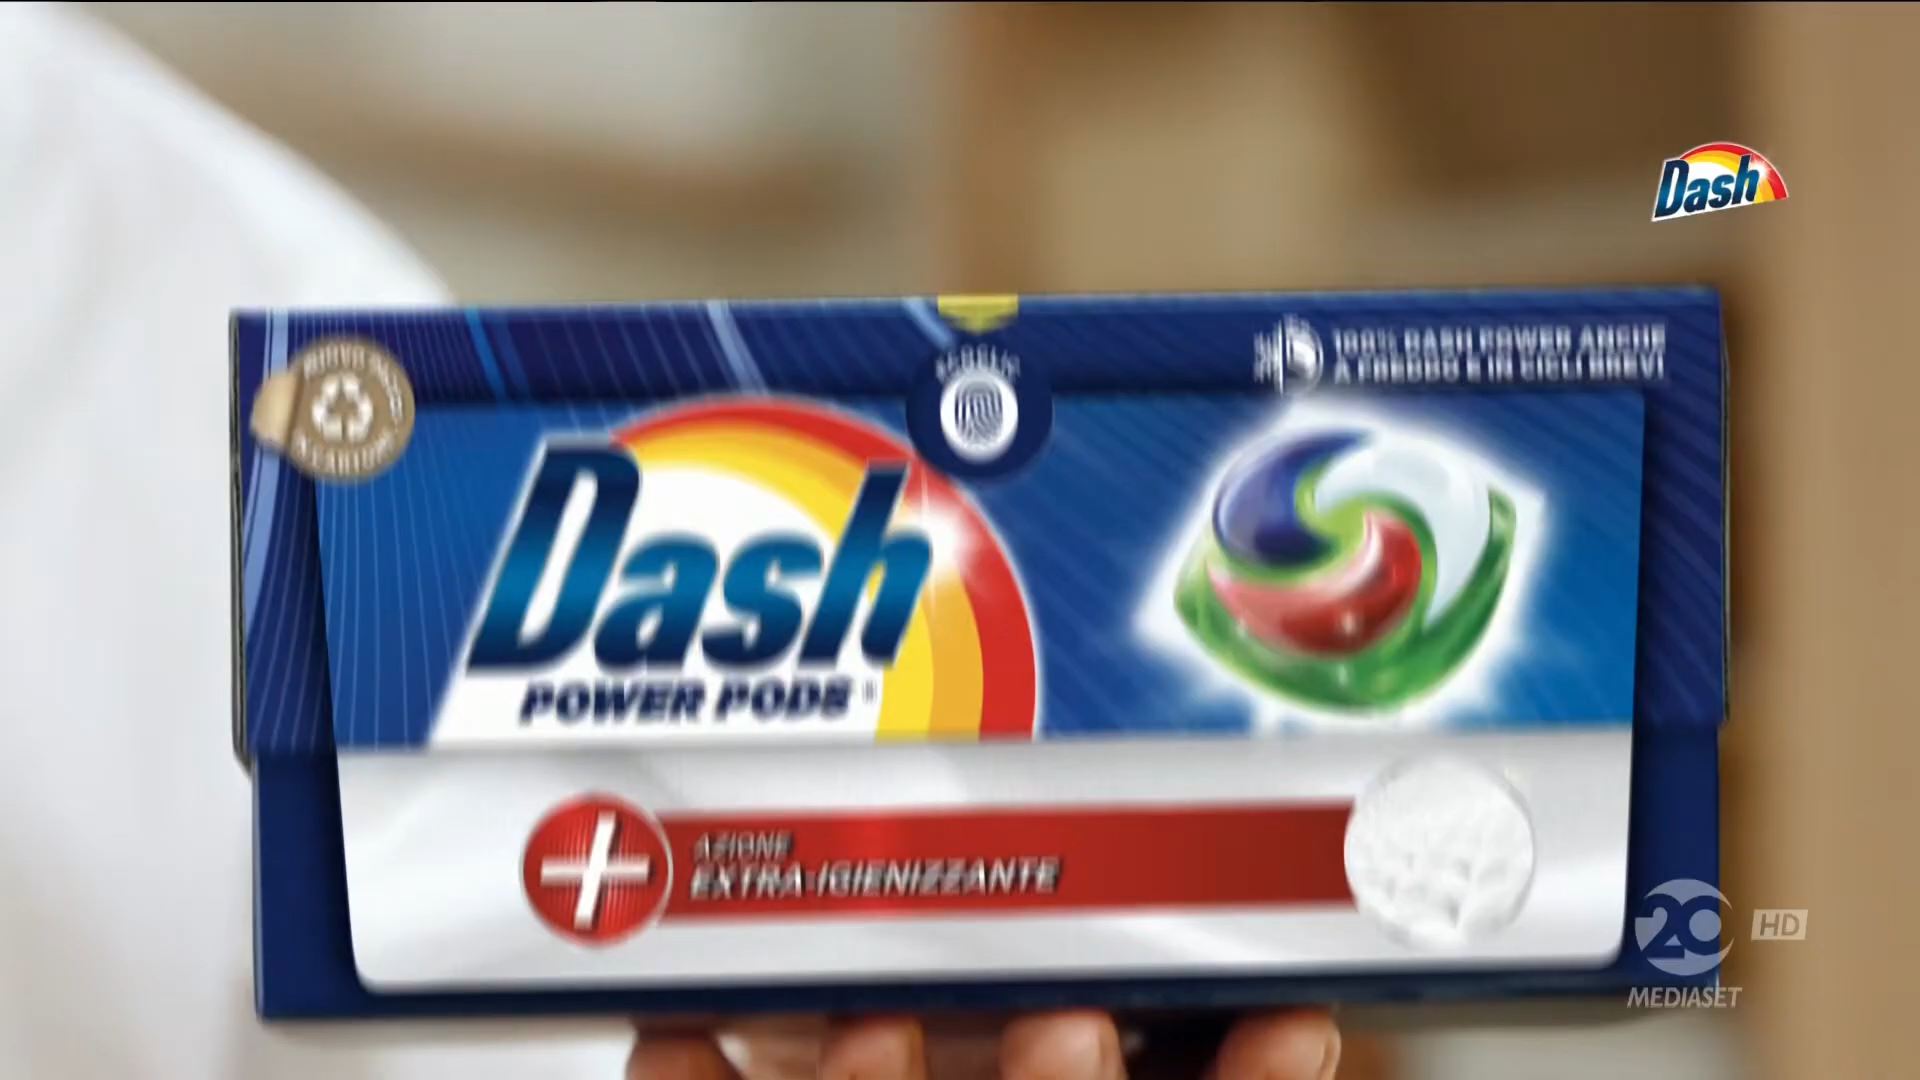 Dash
100% DASH POWER ANCHE
A FREDDO E IN CICLI BREVI
Dash
POWER PODS
AZIONE
EXTRA-IGIENIZZANTE
20 HD
MEDIASET